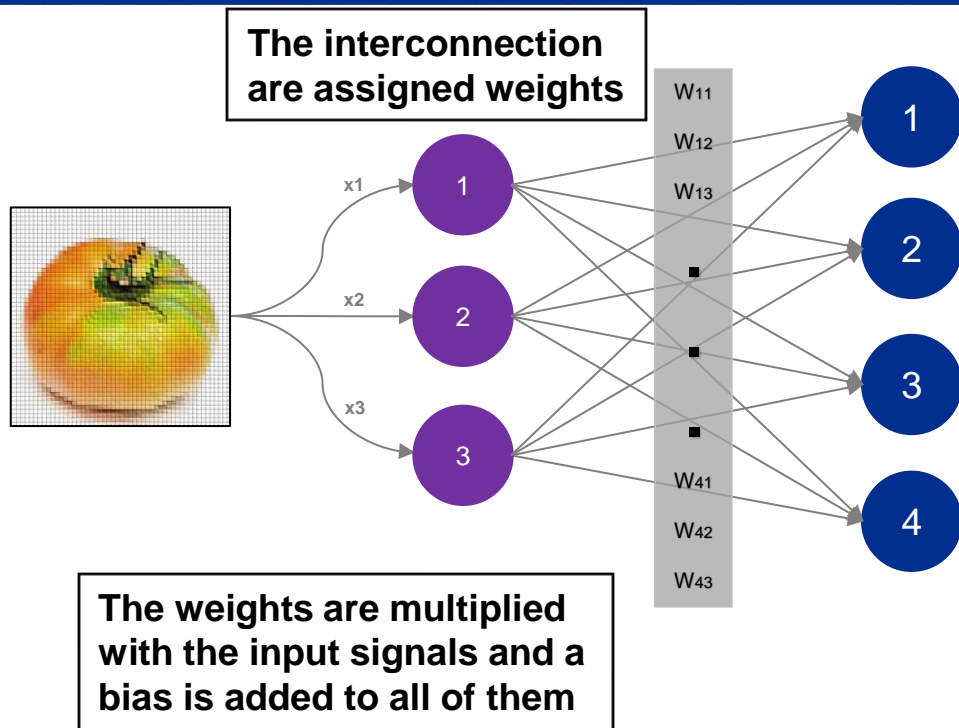 The interconnection
are assigned weights
W11
W12
W13
x1
x2
x3
1
2
3
1
2
3
4
W41
W42
W43
The weights are multiplied
with the input signals and a
bias is added to all of them